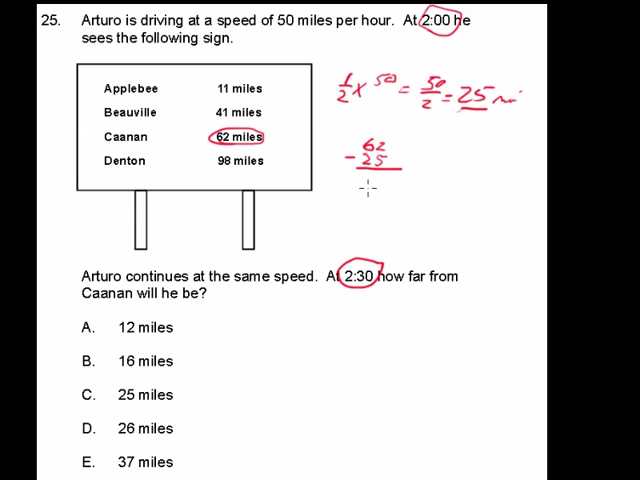 25. Arturo is driving at a speed of 50 miles per hour. At 2:00 he
sees the following sign.
Applebee 11 miles
Beauville 41 miles
Caanan 62 miles
Denton 98 miles
1/2 x 50 = 50/2 = 25 mi
62
- 25
Arturo continues at the same speed. At 2:30 how far from
Caanan will he be?
A. 12 miles
B. 16 miles
C. 25 miles
D. 26 miles
E. 37 miles